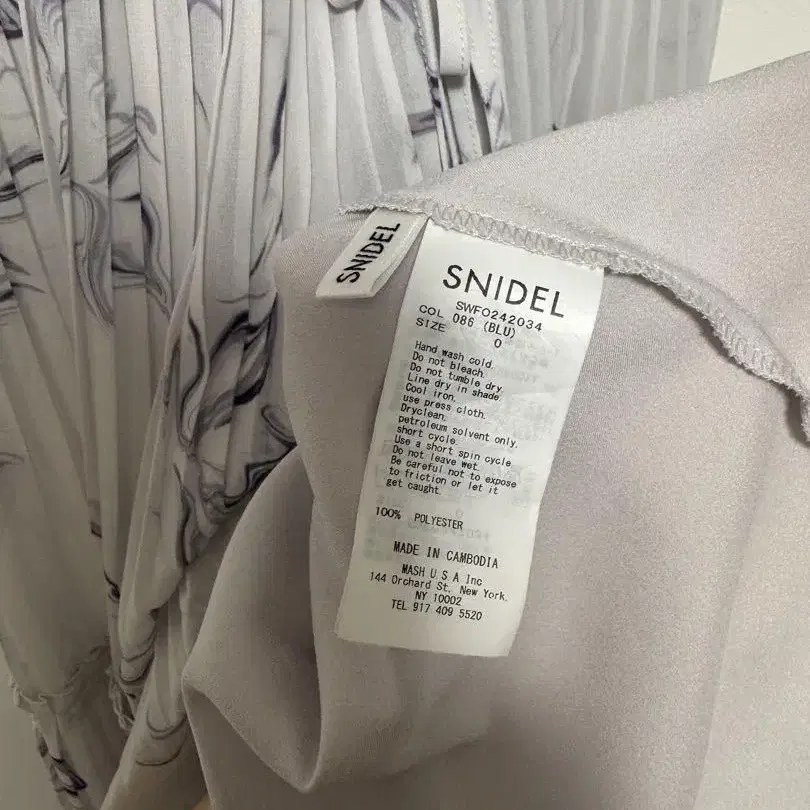 SNIDEL
SNIDEL
SWFO242034
COL 086 (BLU)
SIZE 0
Hand wash cold.
Do not bleach.
Do not tumble dry.
Line dry in shade.
Cool iron.
use press cloth.
Dryclean.
petroleum solvent only.
short cycle.
Use a short spin cycle.
Do not leave wet.
Be careful not to expose
to friction or let it
get caught.
100% POLYESTER
MADE IN CAMBODIA
MASH U S A Inc
144 Orchard St. New York.
NY 10002
TEL 917 409 5520